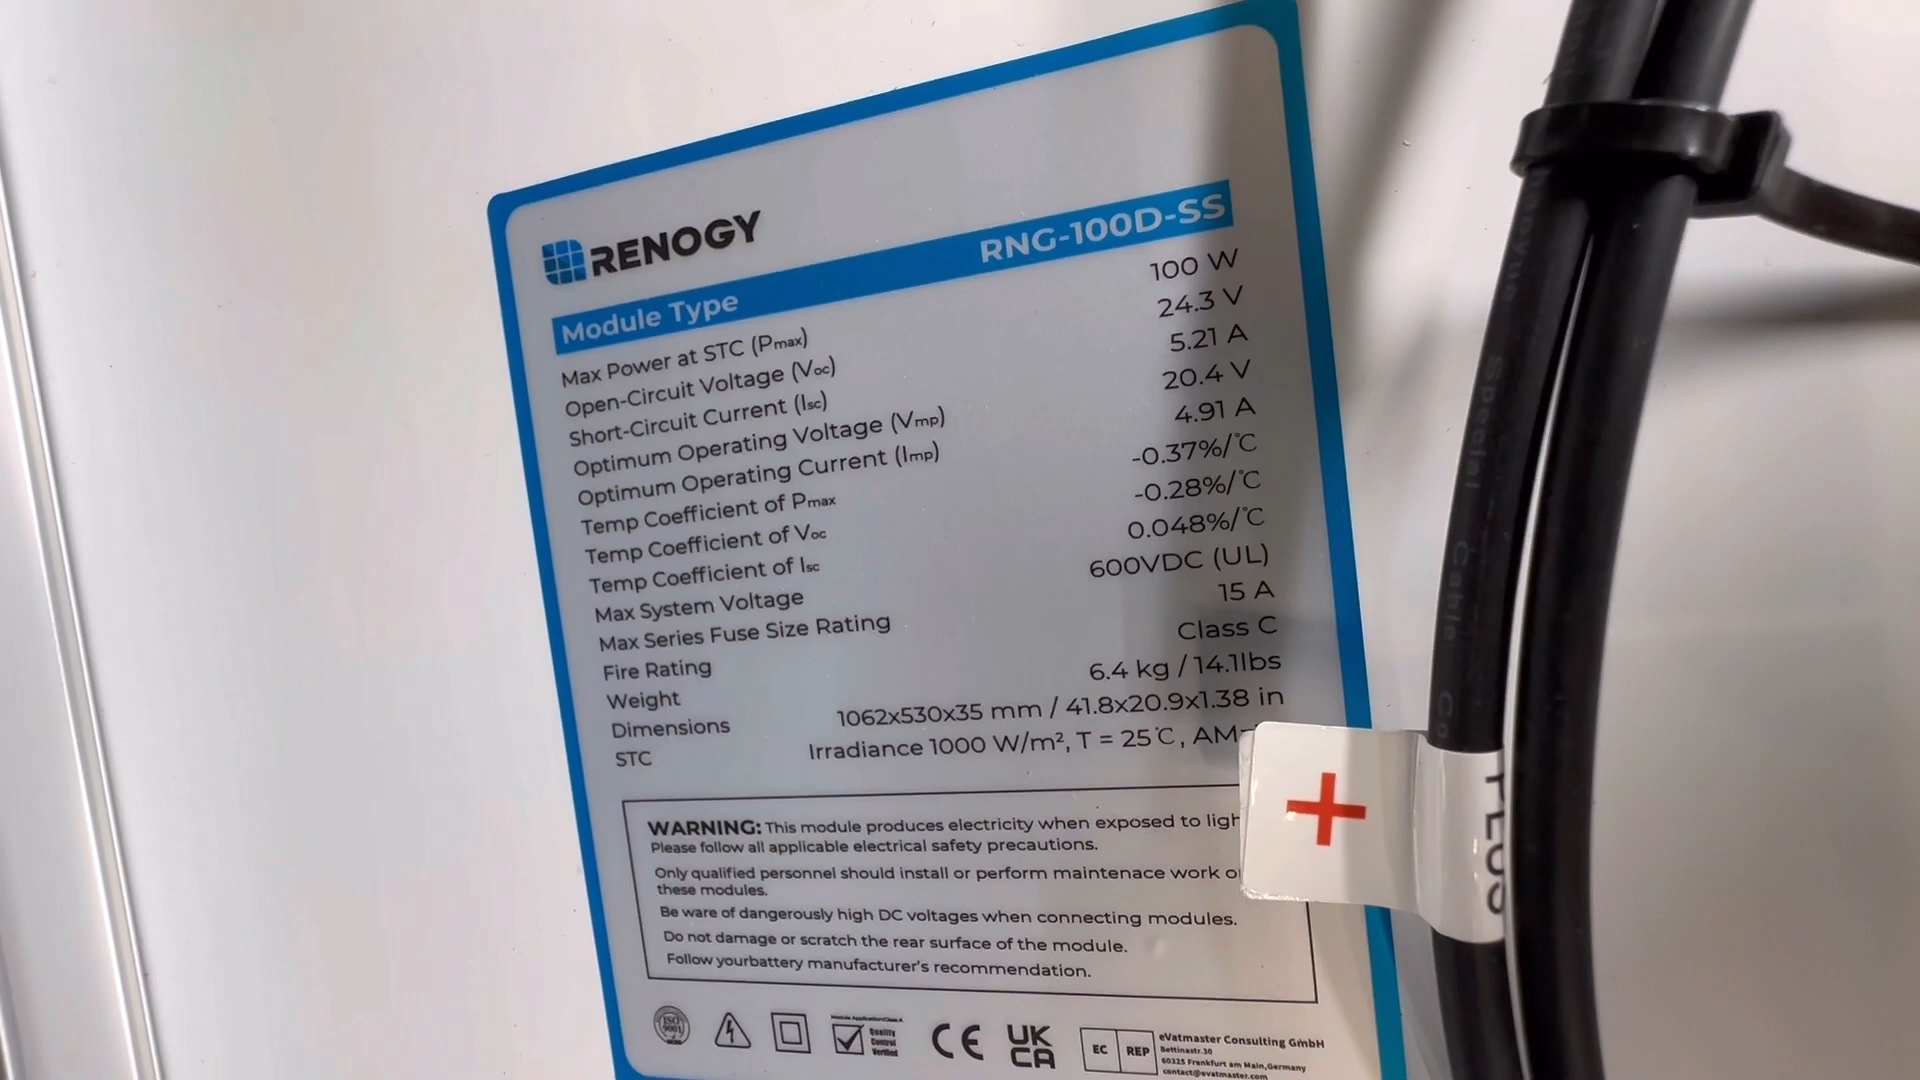 RENOGY
Module Type RNG-100D-SS
Max Power at STC (Pmax) 100 W
Open-Circuit Voltage (Voc) 24.3 V
Short-Circuit Current (Isc) 5.21 A
Optimum Operating Voltage (Vmp) 20.4 V
Optimum Operating Current (Imp) 4.91 A
Temp Coefficient of Pmax -0.37%/℃
Temp Coefficient of Voc -0.28%/℃
Temp Coefficient of Isc 0.048%/℃
Max System Voltage 600VDC (UL)
Max Series Fuse Size Rating 15 A
Fire Rating Class C
Weight 6.4 kg / 14.1lbs
Dimensions 1062x530x35 mm / 41.8x20.9x1.38 in
STC Irradiance 1000 W/m², T = 25℃, AM
WARNING: This module produces electricity when exposed to
Please follow all applicable electrical safety precautions.
Only qualified personnel should install or perform maintenace work
these modules.
Be ware of dangerously high DC voltages when connecting modules.
Do not damage or scratch the rear surface of the module.
Follow yourbattery manufacturer's recommendation.
ISO
9001
Module Application:Class A
Quality
Control
Verified
CE
UK
CA
EC REP
eVatmaster Consulting GmbH
Bettinastr.30
60325 Frankfurt am Main,Germany
contact@evatmaster.com
+
Special Cable Co